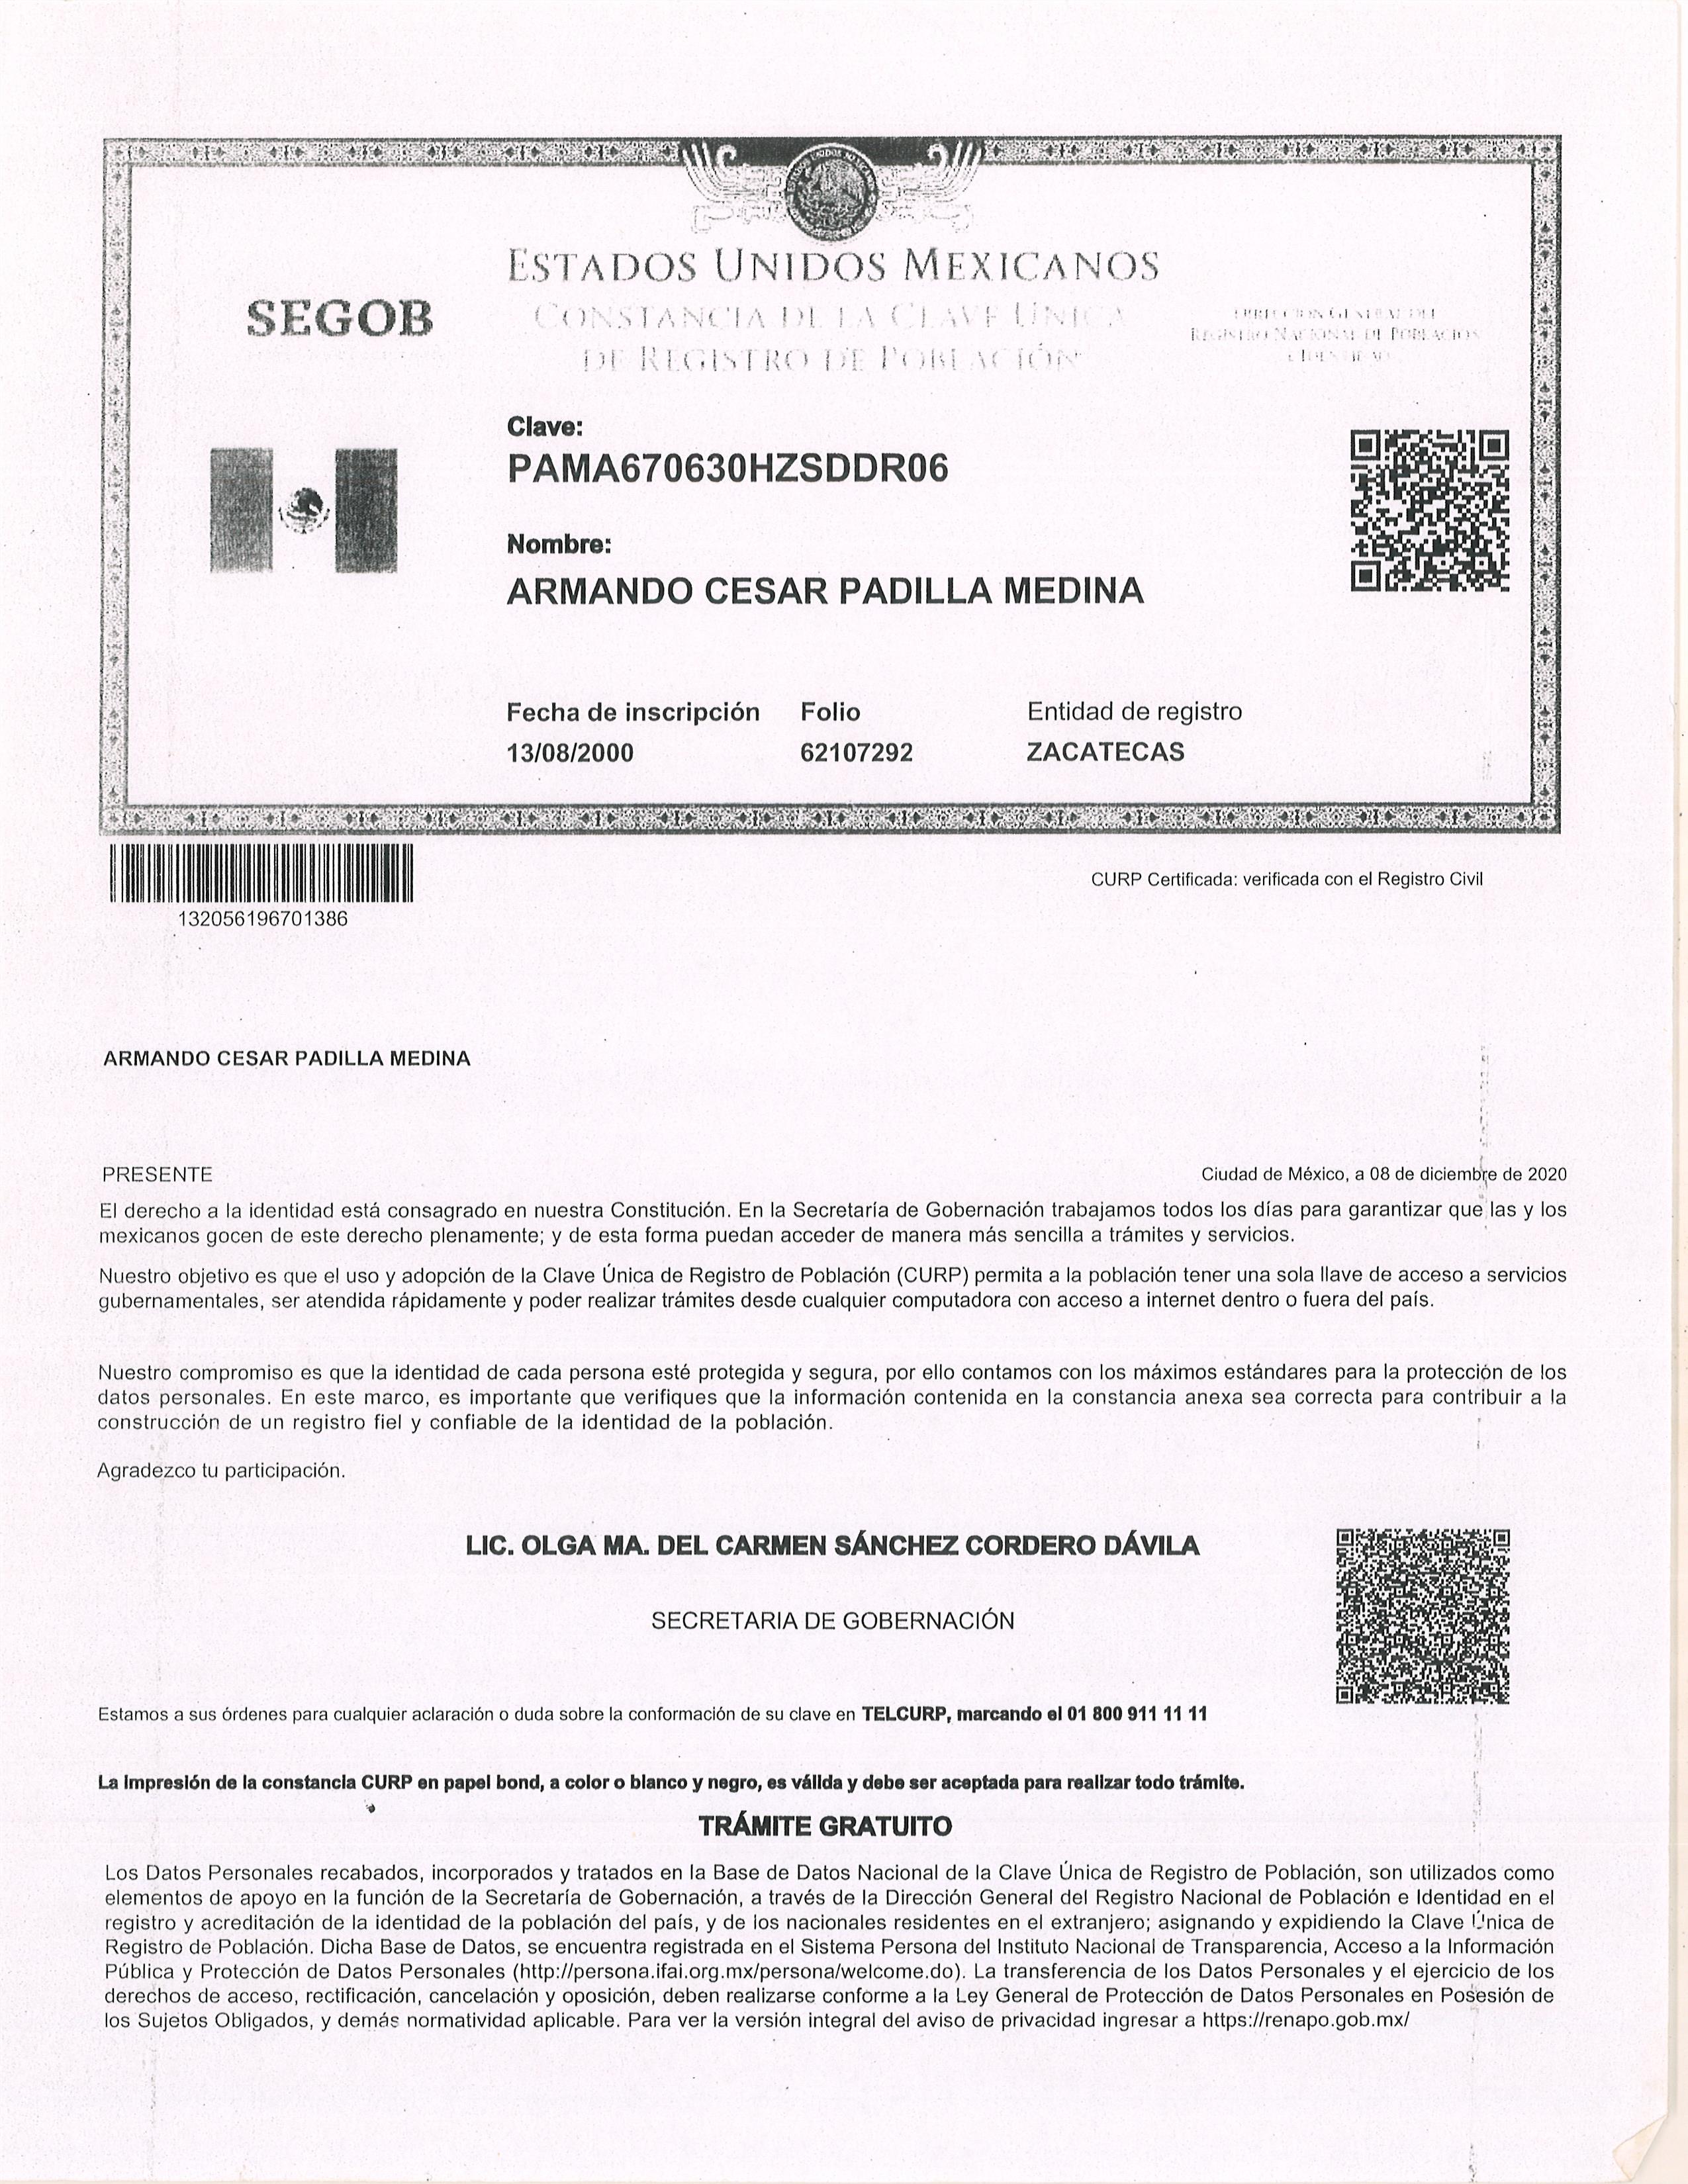 ESTADOS UNIDOS MEXICANOS
SEGOB
CONSTANCIA DE LA CLAVE ÚNICA
DE REGISTRO DE POBLACIÓN
DIRECCIÓN GENERAL DEL
REGISTRO NACIONAL DE POBLACIÓN
E IDENTIDAD
Clave:
PAMA670630HZSDDR06
Nombre:
ARMANDO CESAR PADILLA MEDINA
Fecha de inscripción Folio Entidad de registro
13/08/2000 62107292 ZACATECAS
CURP Certificada: verificada con el Registro Civil
132056196701386
ARMANDO CESAR PADILLA MEDINA
PRESENTE Ciudad de México, a 08 de diciembre de 2020
El derecho a la identidad está consagrado en nuestra Constitución. En la Secretaría de Gobernación trabajamos todos los días para garantizar que las y los
mexicanos gocen de este derecho plenamente; y de esta forma puedan acceder de manera más sencilla a trámites y servicios.
Nuestro objetivo es que el uso y adopción de la Clave Única de Registro de Población (CURP) permita a la población tener una sola llave de acceso a servicios
gubernamentales, ser atendida rápidamente y poder realizar trámites desde cualquier computadora con acceso a internet dentro o fuera del país.
Nuestro compromiso es que la identidad de cada persona esté protegida y segura, por ello contamos con los máximos estándares para la protección de los
datos personales. En este marco, es importante que verifiques que la información contenida en la constancia anexa sea correcta para contribuir a la
construcción de un registro fiel y confiable de la identidad de la población.
Agradezco tu participación.
LIC. OLGA MA. DEL CARMEN SÁNCHEZ CORDERO DÁVILA
SECRETARIA DE GOBERNACIÓN
Estamos a sus órdenes para cualquier aclaración o duda sobre la conformación de su clave en TELCURP, marcando el 01 800 911 11 11
La impresión de la constancia CURP en papel bond, a color o blanco y negro, es válida y debe ser aceptada para realizar todo trámite.
TRÁMITE GRATUITO
Los Datos Personales recabados, incorporados y tratados en la Base de Datos Nacional de la Clave Única de Registro de Población, son utilizados como
elementos de apoyo en la función de la Secretaría de Gobernación, a través de la Dirección General del Registro Nacional de Población e Identidad en el
registro y acreditación de la identidad de la población del país, y de los nacionales residentes en el extranjero; asignando y expidiendo la Clave Única de
Registro de Población. Dicha Base de Datos, se encuentra registrada en el Sistema Persona del Instituto Nacional de Transparencia, Acceso a la Información
Pública y Protección de Datos Personales (http://persona.ifai.org.mx/persona/welcome.do). La transferencia de los Datos Personales y el ejercicio de los
derechos de acceso, rectificación, cancelación y oposición, deben realizarse conforme a la Ley General de Protección de Datos Personales en Posesión de
los Sujetos Obligados, y demás normatividad aplicable. Para ver la versión integral del aviso de privacidad ingresar a https://renapo.gob.mx/